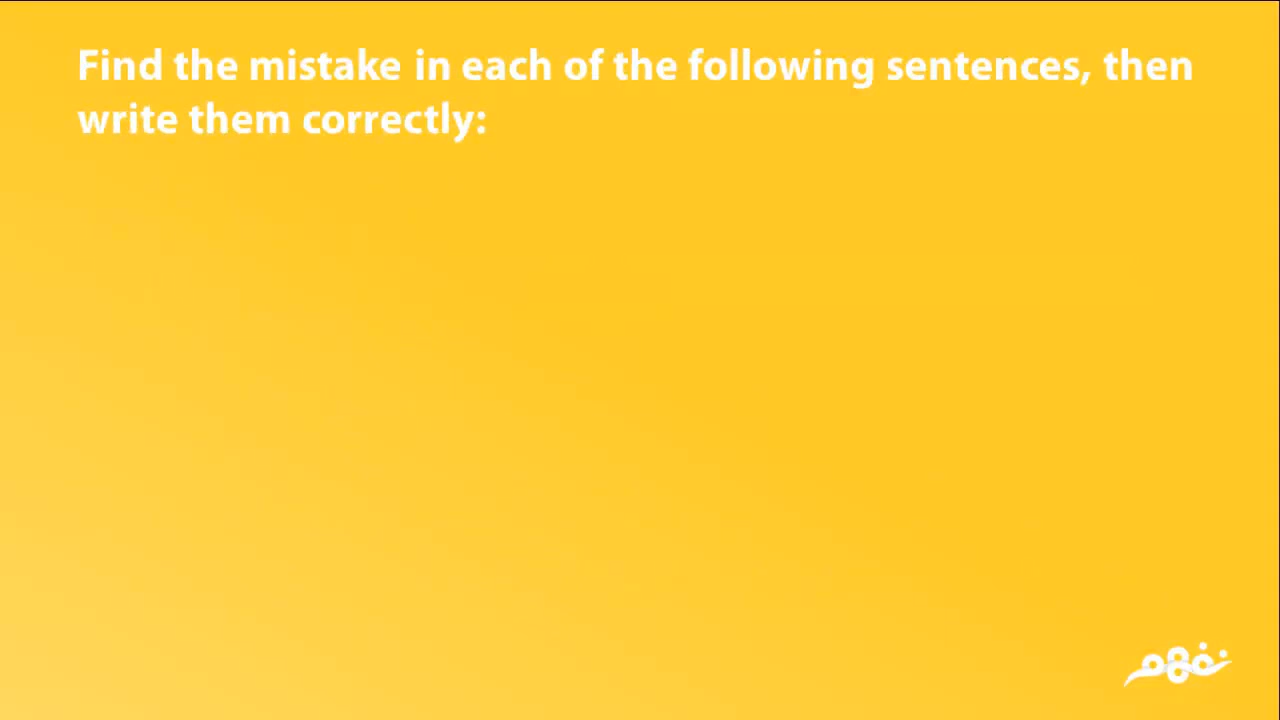 Find the mistake in each of the following sentences, then
write them correctly:
نفهم